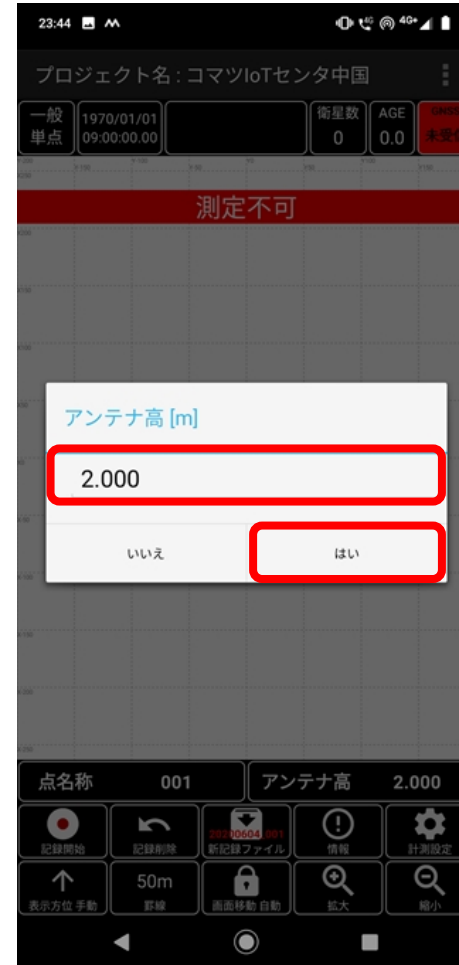 23:44 4G 4G+
プロジェクト名 : コマツIoTセンタ中国
一般 1970/01/01 衛星数 AGE GNSS
単点 09:00:00.00 0 0.0 未受信
測定不可
アンテナ高 [m]
2.000
いいえ はい
点名称 001 アンテナ高 2.000
20200604_001
記録開始 記録削除 新記録ファイル 情報 計測設定
50m
表示方位 手動 罫線 画面移動 自動 拡大 縮小